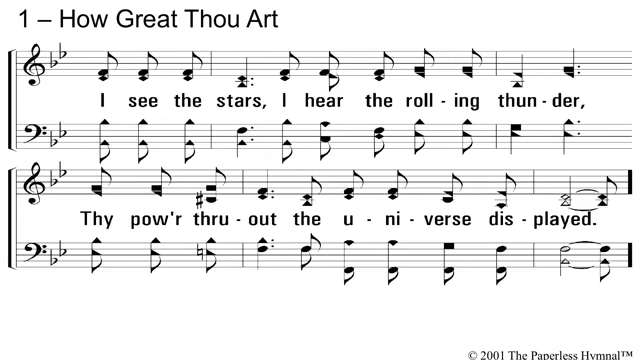 1 – How Great Thou Art
I see the stars, I hear the roll - ing thun - der,
Thy pow'r thru - out the u - ni - verse dis - played.
© 2001 The Paperless Hymnal™